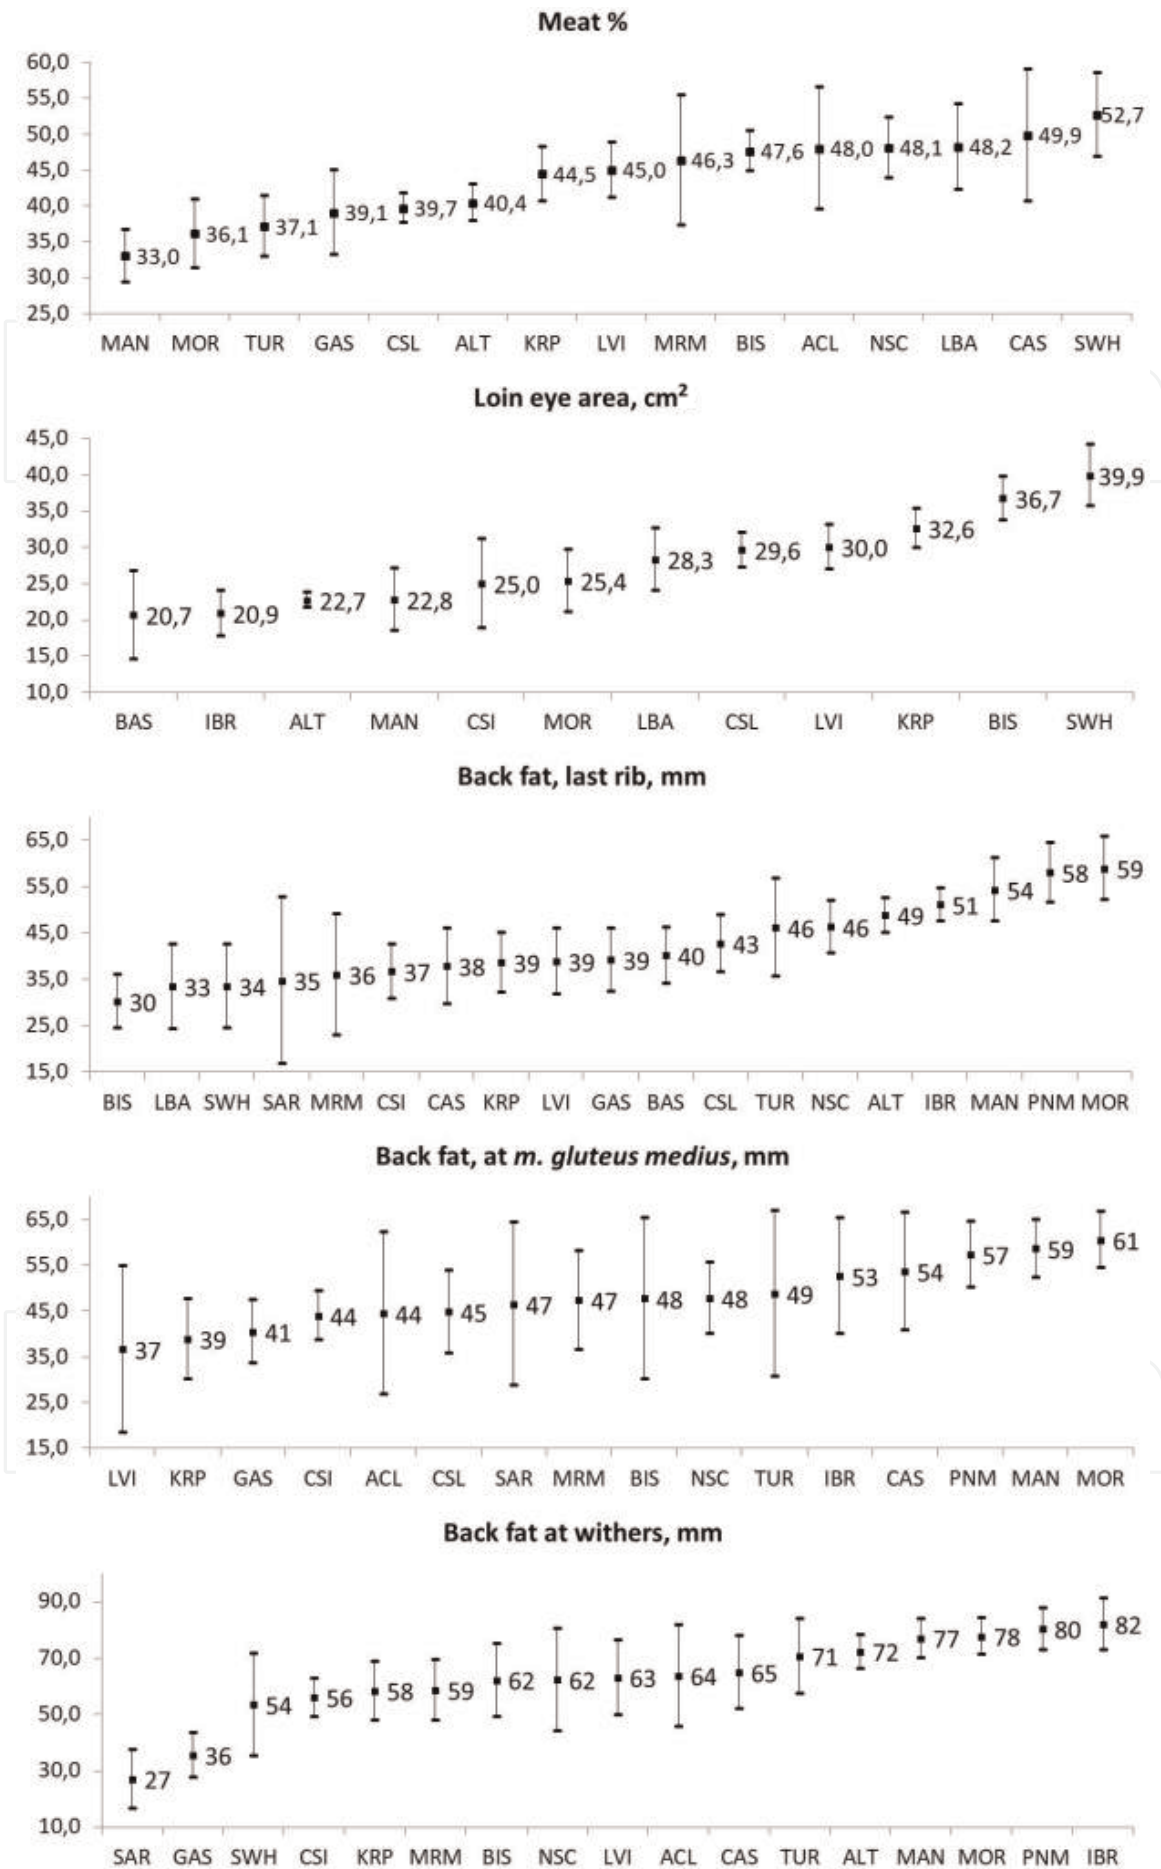 Meat %
60,0
55,0
50,0
45,0
40,0
35,0
30,0
25,0
33,0 36,1 37,1 39,1 39,7 40,4 44,5 45,0 46,3 47,6 48,0 48,1 48,2 49,9 52,7
MAN MOR TUR GAS CSL ALT KRP LVI MRM BIS ACL NSC LBA CAS SWH
Loin eye area, cm²
45,0
40,0
35,0
30,0
25,0
20,0
15,0
10,0
20,7 20,9 22,7 22,8 25,0 25,4 28,3 29,6 30,0 32,6 36,7 39,9
BAS IBR ALT MAN CSI MOR LBA CSL LVI KRP BIS SWH
Back fat, last rib, mm
65,0
55,0
45,0
35,0
25,0
15,0
30 33 34 35 36 37 38 39 39 39 40 43 46 46 49 51 54 58 59
BIS LBA SWH SAR MRM CSI CAS KRP LVI GAS BAS CSL TUR NSC ALT IBR MAN PNM MOR
Back fat, at m. gluteus medius, mm
65,0
55,0
45,0
35,0
25,0
15,0
37 39 41 44 44 45 47 47 48 48 49 53 54 57 59 61
LVI KRP GAS CSI ACL CSL SAR MRM BIS NSC TUR IBR CAS PNM MAN MOR
Back fat at withers, mm
90,0
70,0
50,0
30,0
10,0
27 36 54 56 58 59 62 62 63 64 65 71 72 77 78 80 82
SAR GAS SWH CSI KRP MRM BIS NSC LVI ACL CAS TUR ALT MAN MOR PNM IBR